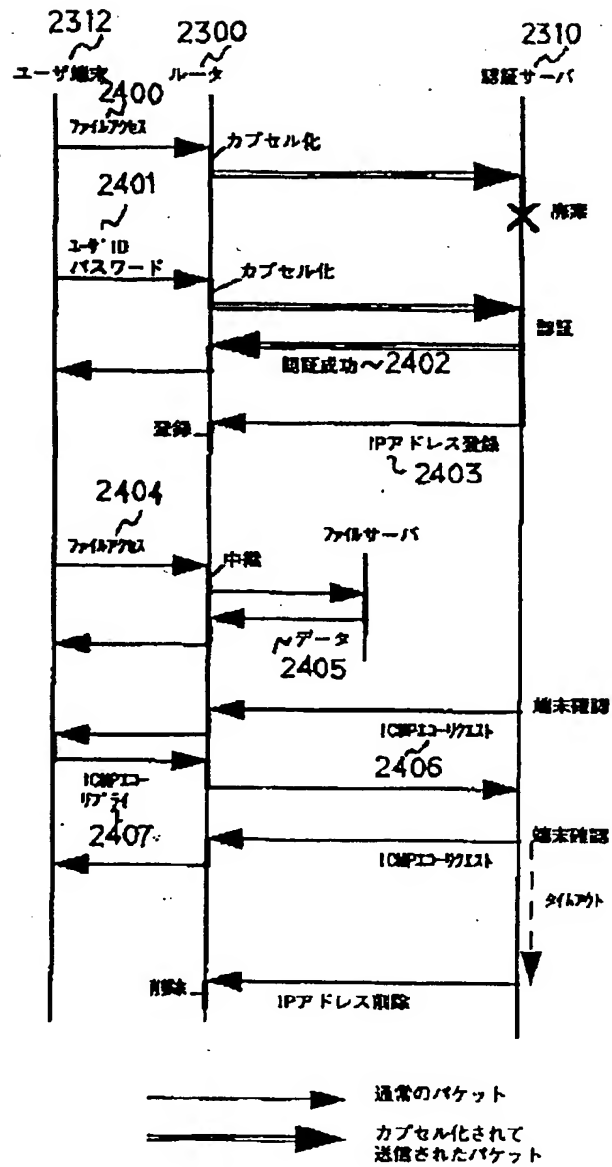 2312
2300
2310
ユーザ端末
ルータ
認証サーバ
2400
ファイルアクセス
カプセル化
2401
廃棄
ユーザID
パスワード
カプセル化
認証
認証成功～2402
登録
IPアドレス登録
2403
2404
ファイルアクセス
ファイルサーバ
中継
データ
2405
端末確認
ICMPエコーリクエスト
2406
ICMPエコー
リプライ
2407
端末確認
ICMPエコーリクエスト
タイムアウト
削除
IPアドレス削除
通常のパケット
カプセル化されて
送信されたパケット